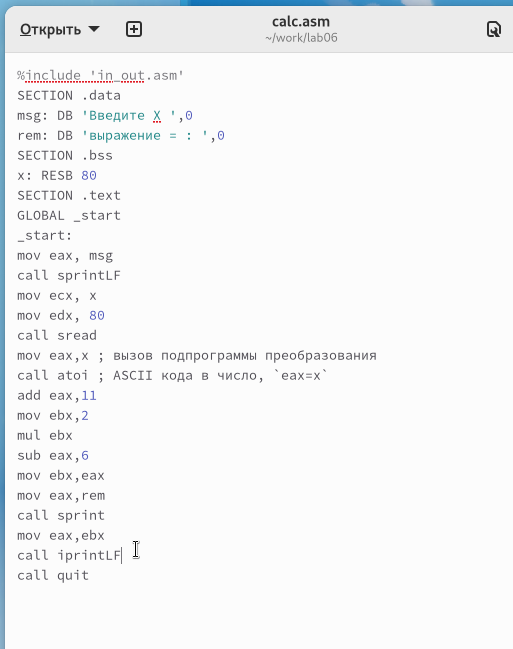 Открыть
calc.asm
~/work/lab06
%include 'in_out.asm'
SECTION .data
msg: DB 'Введите X ',0
rem: DB 'выражение = : ',0
SECTION .bss
x: RESB 80
SECTION .text
GLOBAL _start
_start:
mov eax, msg
call sprintLF
mov ecx, x
mov edx, 80
call sread
mov eax,x ; вызов подпрограммы преобразования
call atoi ; ASCII кода в число, `eax=x`
add eax,11
mov ebx,2
mul ebx
sub eax,6
mov ebx,eax
mov eax,rem
call sprint
mov eax,ebx
call iprintLF
call quit